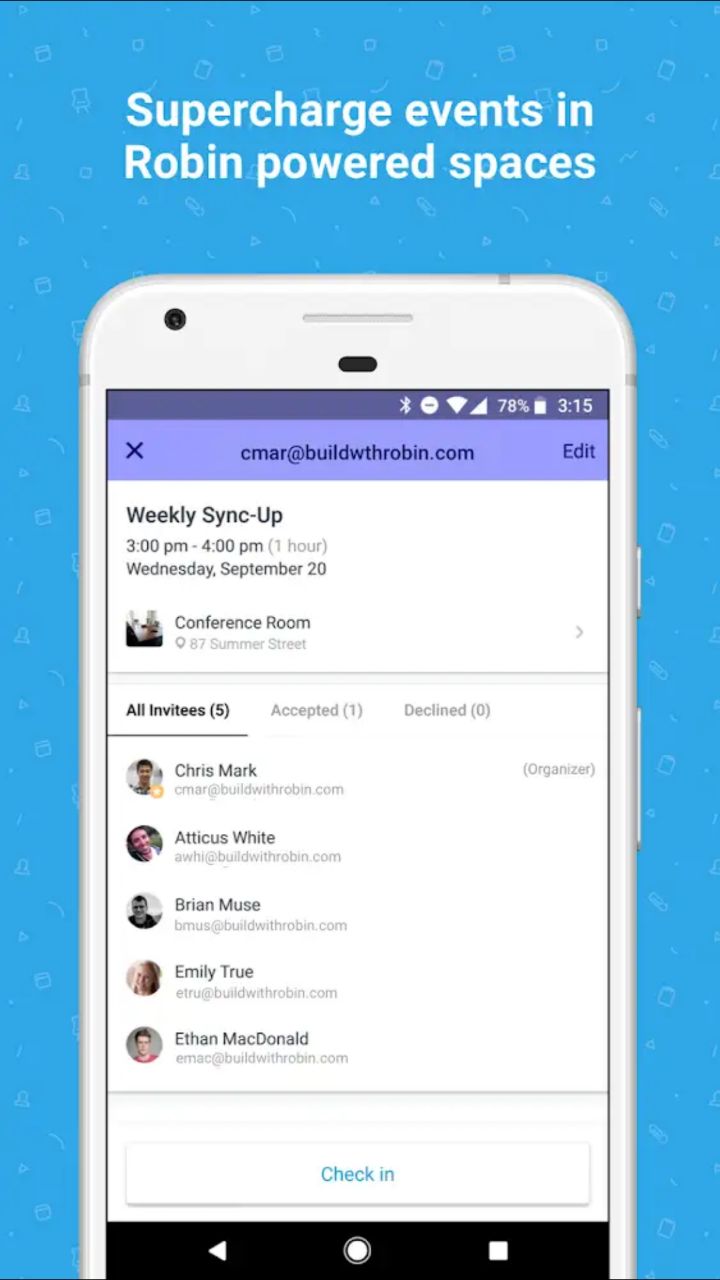 Supercharge events in
Robin powered spaces
78% 3:15
cmar@buildwthrobin.com Edit
Weekly Sync-Up
3:00 pm - 4:00 pm (1 hour)
Wednesday, September 20
Conference Room
87 Summer Street
All Invitees (5) Accepted (1) Declined (0)
Chris Mark (Organizer)
cmar@buildwithrobin.com
Atticus White
awhi@buildwithrobin.com
Brian Muse
bmus@buildwithrobin.com
Emily True
etru@buildwithrobin.com
Ethan MacDonald
emac@buildwithrobin.com
Check in